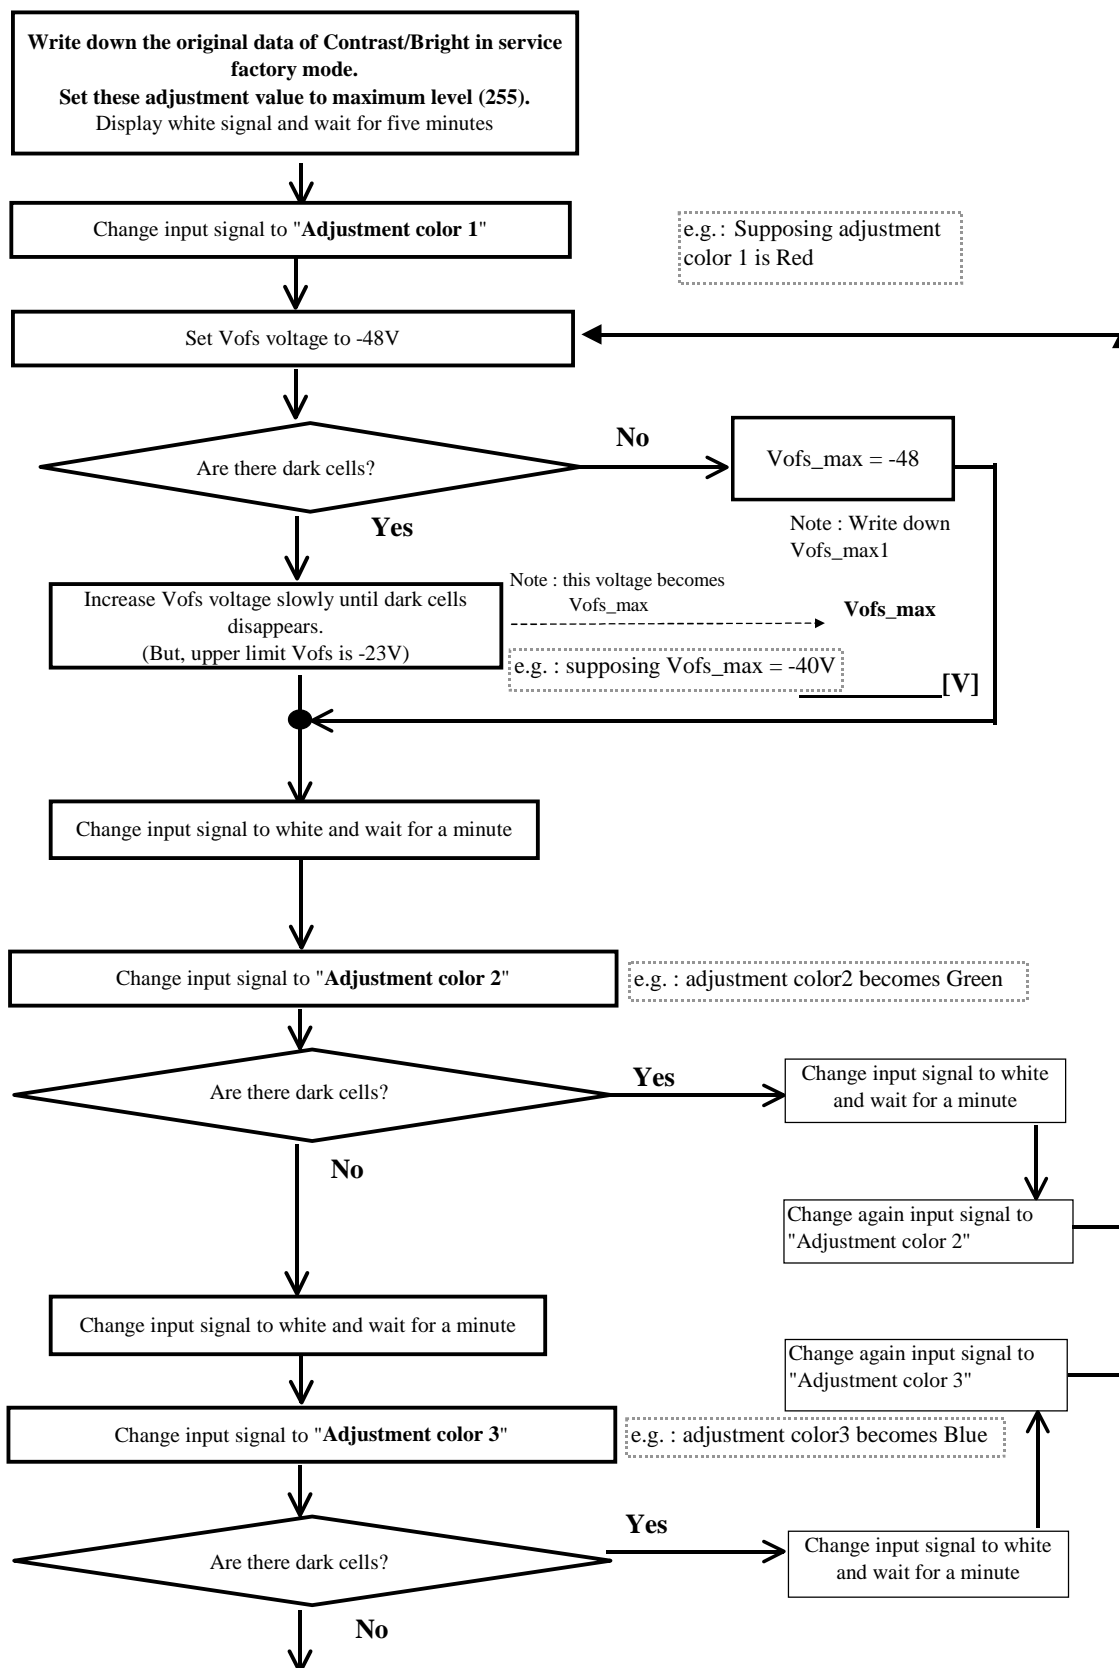 Write down the original data of Contrast/Bright in service
factory mode.
Set these adjustment value to maximum level (255).
Display white signal and wait for five minutes
Change input signal to "Adjustment color 1"
e.g. : Supposing adjustment
color 1 is Red
Set Vofs voltage to -48V
Are there dark cells?
No
Vofs_max = -48
Yes
Note : Write down
Vofs_max1
Increase Vofs voltage slowly until dark cells
disappears.
(But, upper limit Vofs is -23V)
Note : this voltage becomes
Vofs_max
Vofs_max
e.g. : supposing Vofs_max = -40V
[V]
Change input signal to white and wait for a minute
Change input signal to "Adjustment color 2"
e.g. : adjustment color2 becomes Green
Are there dark cells?
Yes
Change input signal to white
and wait for a minute
No
Change again input signal to
"Adjustment color 2"
Change input signal to white and wait for a minute
Change again input signal to
"Adjustment color 3"
Change input signal to "Adjustment color 3"
e.g. : adjustment color3 becomes Blue
Are there dark cells?
Yes
Change input signal to white
and wait for a minute
No